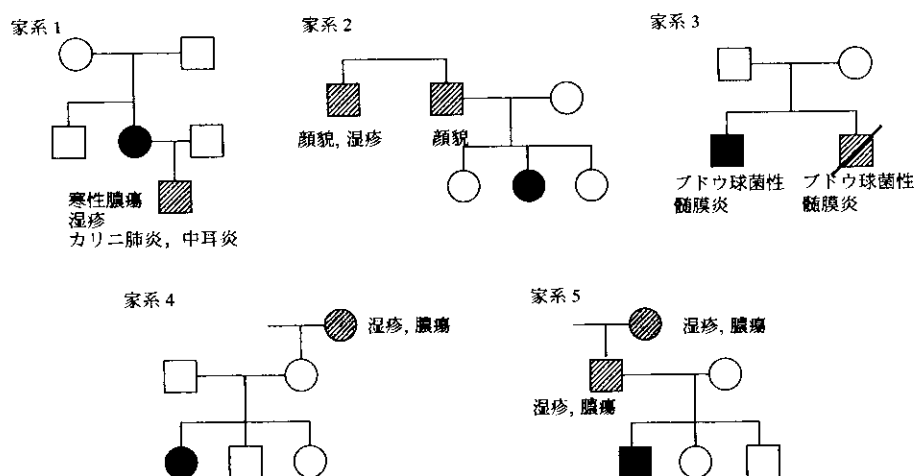 家系1
家系2
家系3
顔貌, 湿疹
顔貌
寒性膿瘍
湿疹
カリニ肺炎, 中耳炎
ブドウ球菌性
髄膜炎
ブドウ球菌性
髄膜炎
家系4
湿疹, 膿瘍
家系5
湿疹, 膿瘍
湿疹, 膿瘍